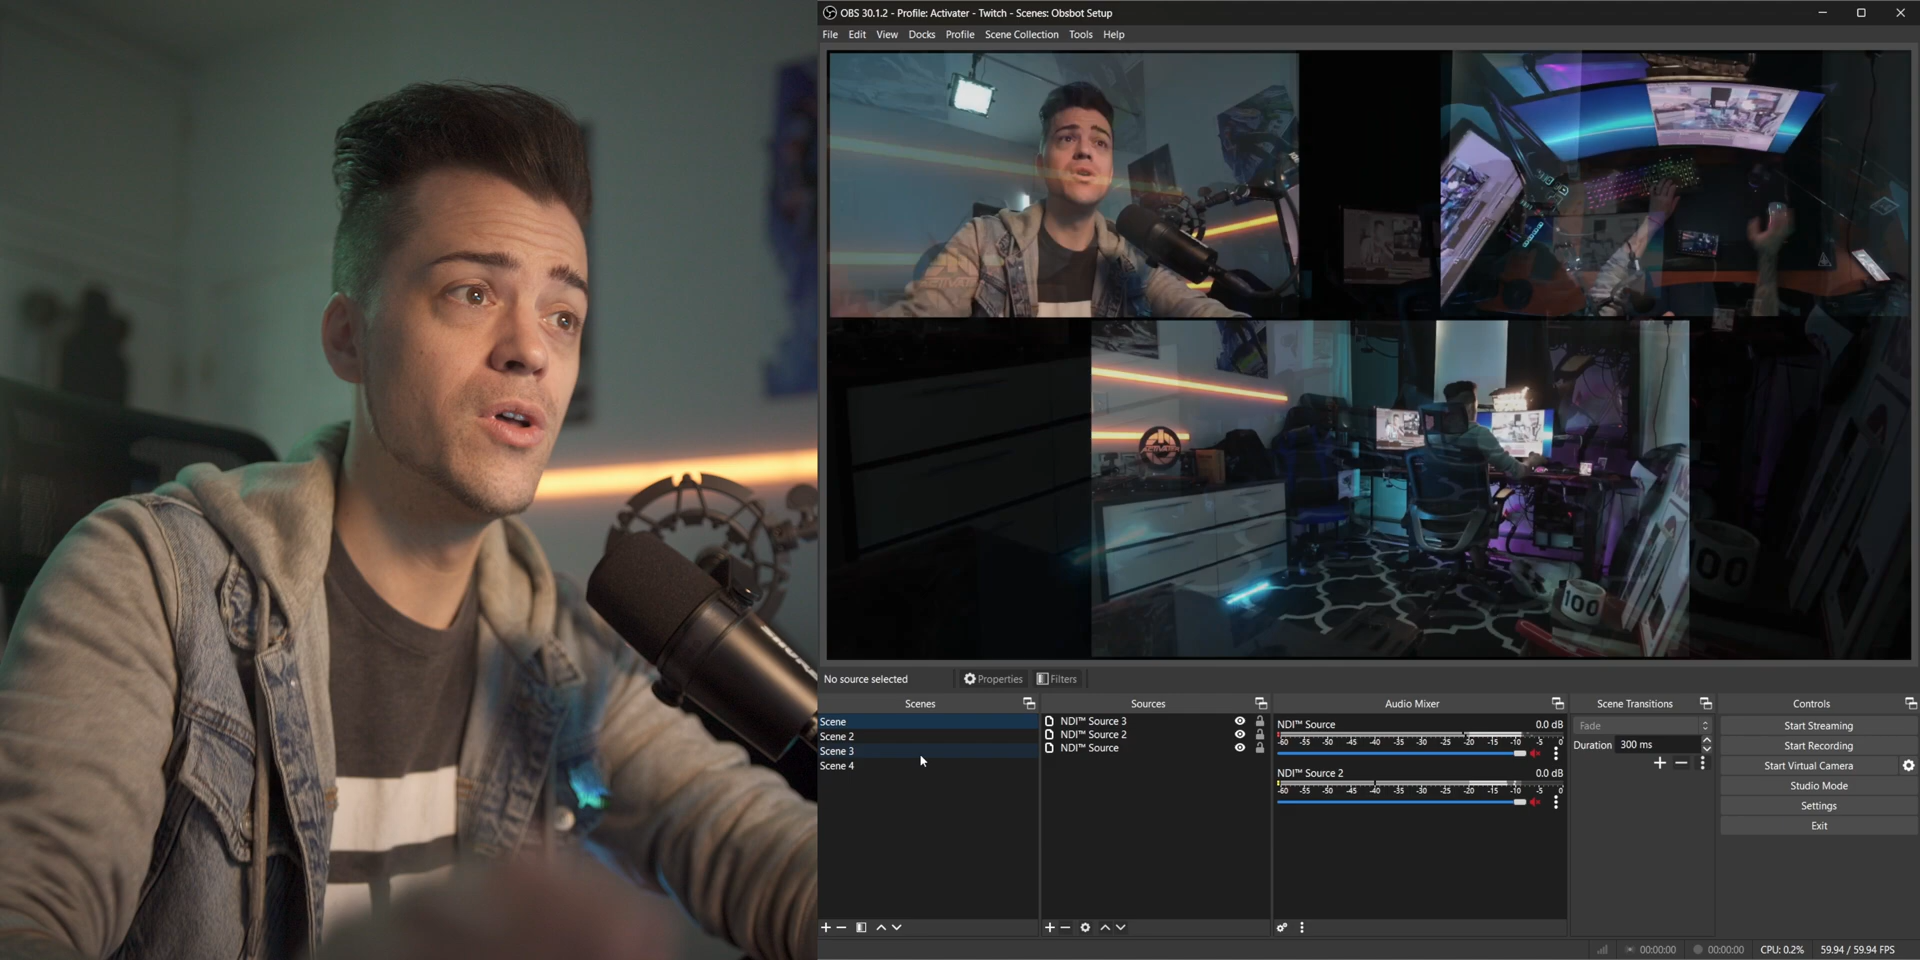 OBS 30.1.2 - Profile: Activater - Twitch - Scenes: Obsbot Setup
File Edit View Docks Profile Scene Collection Tools Help
100
00
No source selected
Properties
Filters
Scenes
Scene
Scene 2
Scene 3
Scene 4
Sources
NDI™ Source 3
NDI™ Source 2
NDI™ Source
Audio Mixer
NDI™ Source 0.0 dB
-60 -55 -50 -45 -40 -35 -30 -25 -20 -15 -10 -5 0
NDI™ Source 2 0.0 dB
-60 -55 -50 -45 -40 -35 -30 -25 -20 -15 -10 -5 0
Scene Transitions
Fade
Duration 300 ms
Controls
Start Streaming
Start Recording
Start Virtual Camera
Studio Mode
Settings
Exit
00:00:00
00:00:00
CPU: 0.2%
59.94 / 59.94 FPS